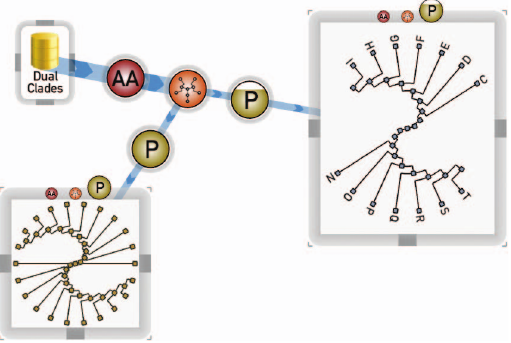 Dual
Clades
AA
P
P
AA
P
AA
P
I H G F E D C
N O P Q R S T